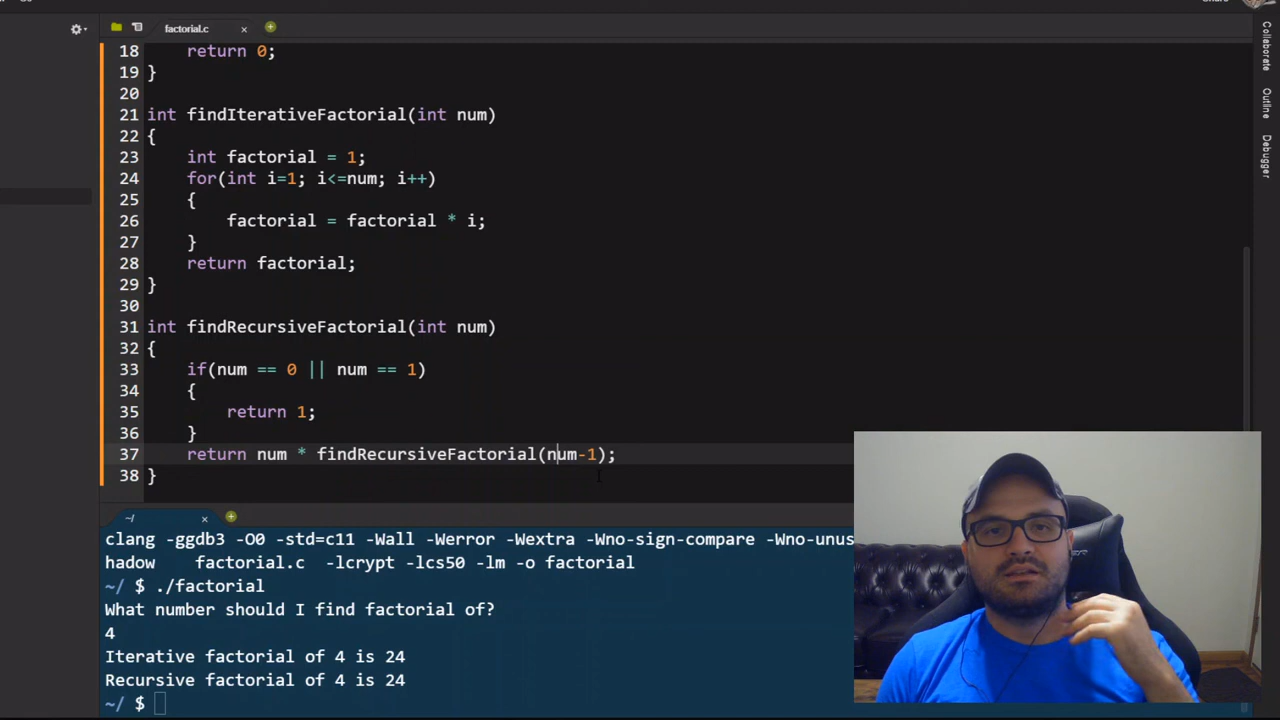 factorial.c
Collaborate
Outline
Debugger
18 return 0;
19 }
20
21 int findIterativeFactorial(int num)
22 {
23 int factorial = 1;
24 for(int i=1; i<=num; i++)
25 {
26 factorial = factorial * i;
27 }
28 return factorial;
29 }
30
31 int findRecursiveFactorial(int num)
32 {
33 if(num == 0 || num == 1)
34 {
35 return 1;
36 }
37 return num * findRecursiveFactorial(num-1);
38 }
~/
clang -ggdb3 -O0 -std=c11 -Wall -Werror -Wextra -Wno-sign-compare -Wno-unus
hadow factorial.c -lcrypt -lcs50 -lm -o factorial
~/ $ ./factorial
What number should I find factorial of?
4
Iterative factorial of 4 is 24
Recursive factorial of 4 is 24
~/ $